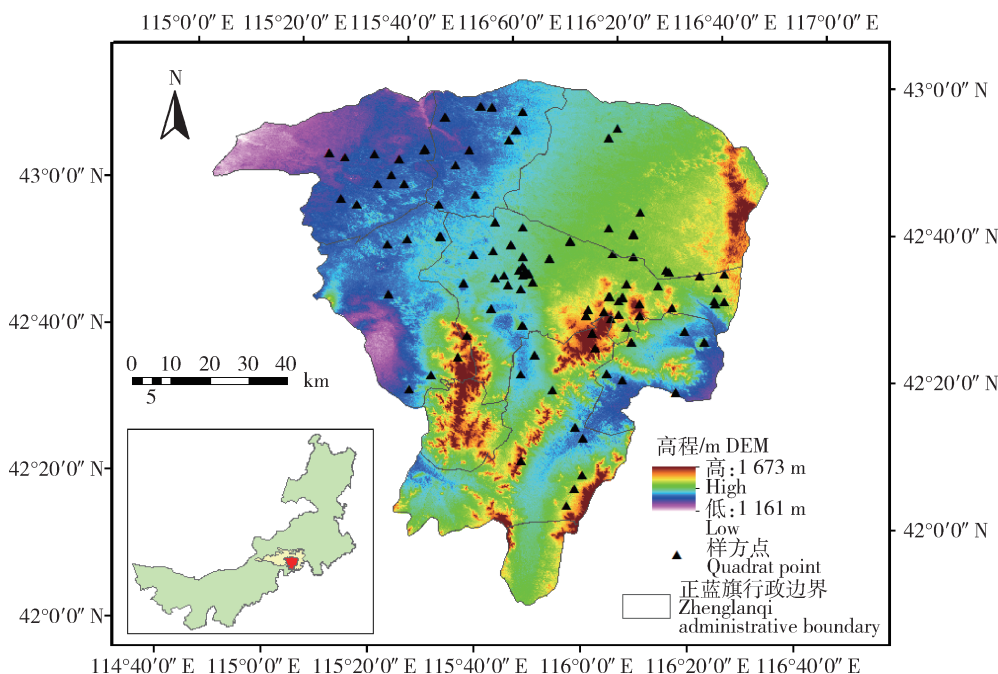 115°0′0″ E 115°20′0″ E 115°40′0″ E 116°60′0″ E 116°20′0″ E 116°40′0″ E 117°0′0″ E
N
43°0′0″ N
43°0′0″ N
42°40′0″ N
42°40′0″ N
0 10 20 30 40
km
5
42°20′0″ N
42°20′0″ N
高程/m DEM
高:1 673 m
High
低:1 161 m
Low
42°0′0″ N
样方点
Quadrat point
正蓝旗行政边界
Zhenglanqi
administrative boundary
42°0′0″ N
114°40′0″ E 115°0′0″ E 115°20′0″ E 115°40′0″ E 116°0′0″ E 116°20′0″ E 116°40′0″ E